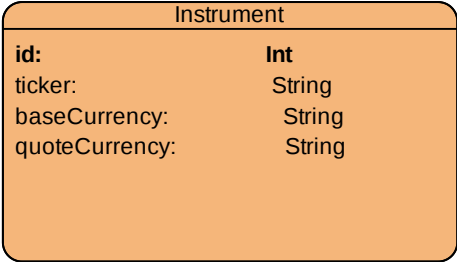 Instrument
id: Int
ticker: String
baseCurrency: String
quoteCurrency: String